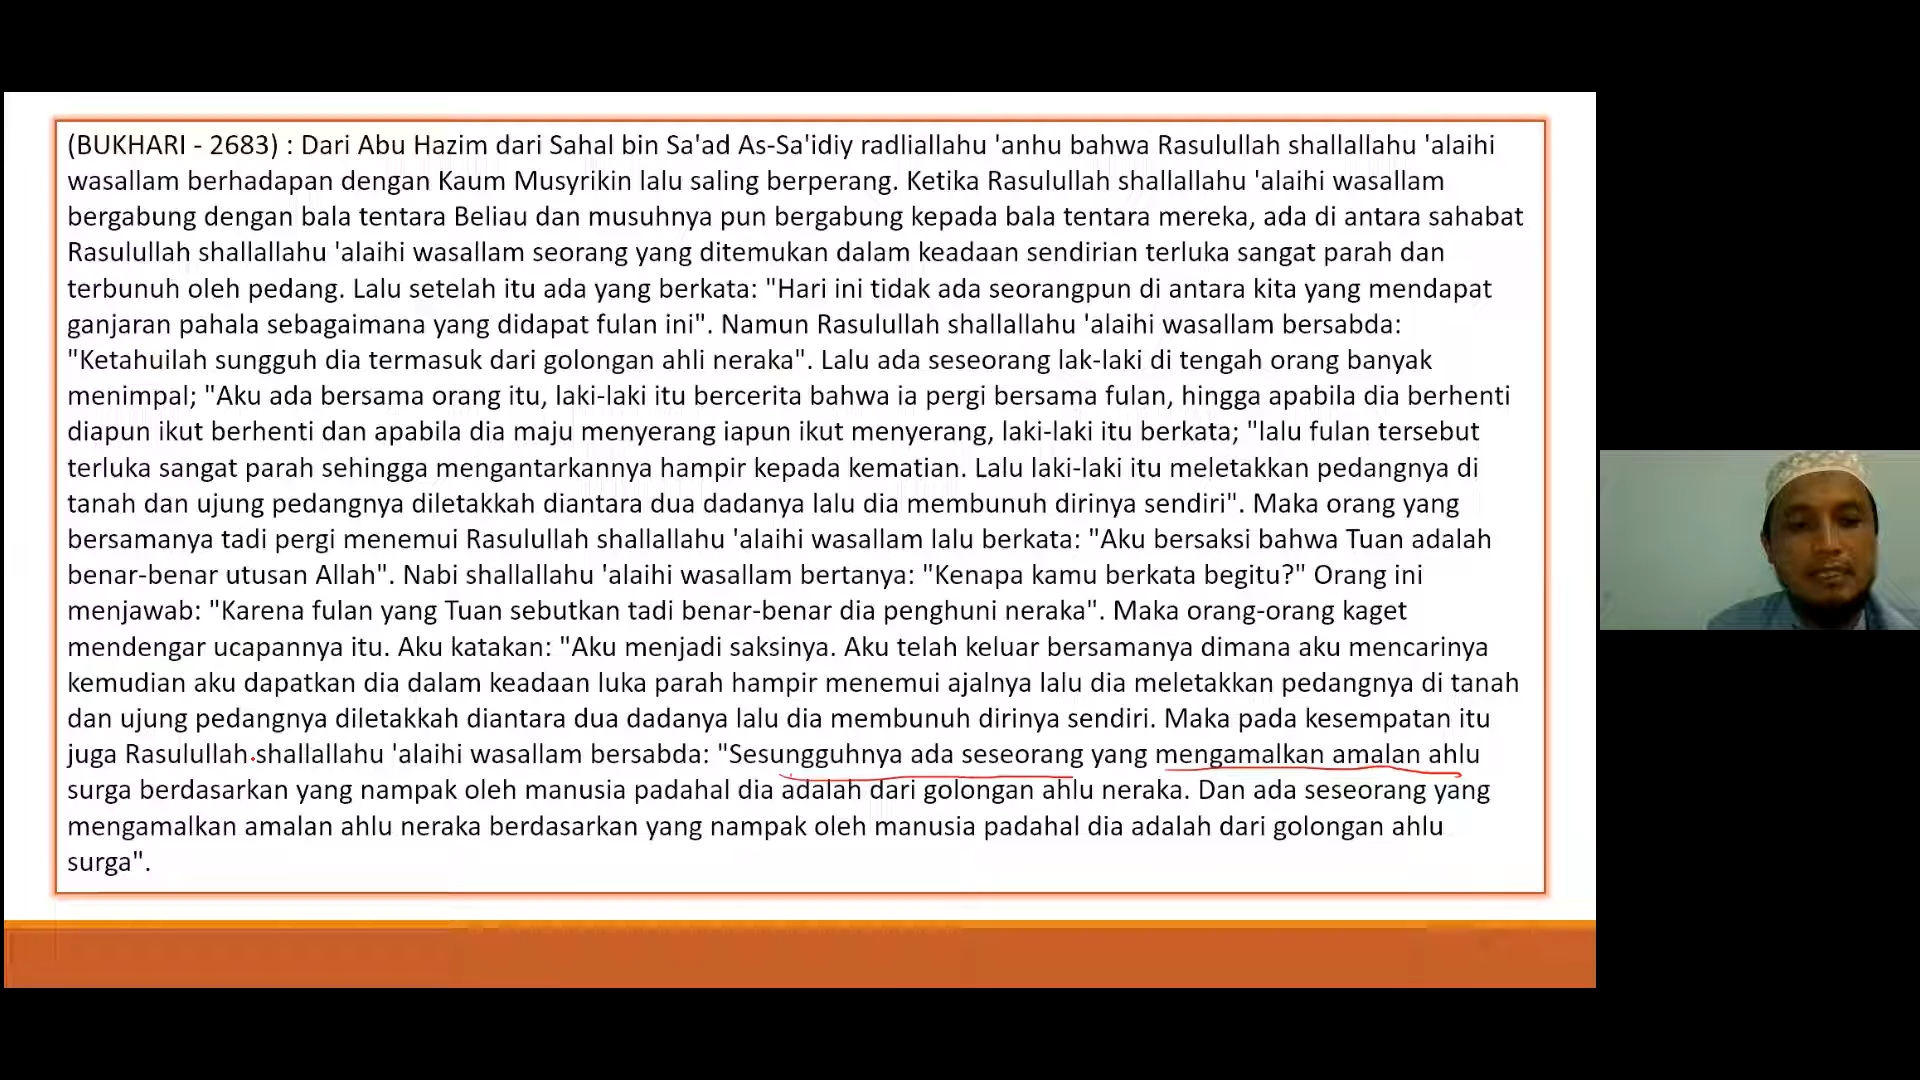 (BUKHARI - 2683) : Dari Abu Hazim dari Sahal bin Sa'ad As-Sa'idiy radliallahu 'anhu bahwa Rasulullah shallallahu 'alaihi
wasallam berhadapan dengan Kaum Musyrikin lalu saling berperang. Ketika Rasulullah shallallahu 'alaihi wasallam
bergabung dengan bala tentara Beliau dan musuhnya pun bergabung kepada bala tentara mereka, ada di antara sahabat
Rasulullah shallallahu 'alaihi wasallam seorang yang ditemukan dalam keadaan sendirian terluka sangat parah dan
terbunuh oleh pedang. Lalu setelah itu ada yang berkata: "Hari ini tidak ada seorangpun di antara kita yang mendapat
ganjaran pahala sebagaimana yang didapat fulan ini". Namun Rasulullah shallallahu 'alaihi wasallam bersabda:
"Ketahuilah sungguh dia termasuk dari golongan ahli neraka". Lalu ada seseorang lak-laki di tengah orang banyak
menimpal; "Aku ada bersama orang itu, laki-laki itu bercerita bahwa ia pergi bersama fulan, hingga apabila dia berhenti
diapun ikut berhenti dan apabila dia maju menyerang iapun ikut menyerang, laki-laki itu berkata; "lalu fulan tersebut
terluka sangat parah sehingga mengantarkannya hampir kepada kematian. Lalu laki-laki itu meletakkan pedangnya di
tanah dan ujung pedangnya diletakkah diantara dua dadanya lalu dia membunuh dirinya sendiri". Maka orang yang
bersamanya tadi pergi menemui Rasulullah shallallahu 'alaihi wasallam lalu berkata: "Aku bersaksi bahwa Tuan adalah
benar-benar utusan Allah". Nabi shallallahu 'alaihi wasallam bertanya: "Kenapa kamu berkata begitu?" Orang ini
menjawab: "Karena fulan yang Tuan sebutkan tadi benar-benar dia penghuni neraka". Maka orang-orang kaget
mendengar ucapannya itu. Aku katakan: "Aku menjadi saksinya. Aku telah keluar bersamanya dimana aku mencarinya
kemudian aku dapatkan dia dalam keadaan luka parah hampir menemui ajalnya lalu dia meletakkan pedangnya di tanah
dan ujung pedangnya diletakkah diantara dua dadanya lalu dia membunuh dirinya sendiri. Maka pada kesempatan itu
juga Rasulullah shallallahu 'alaihi wasallam bersabda: "Sesungguhnya ada seseorang yang mengamalkan amalan ahlu
surga berdasarkan yang nampak oleh manusia padahal dia adalah dari golongan ahlu neraka. Dan ada seseorang yang
mengamalkan amalan ahlu neraka berdasarkan yang nampak oleh manusia padahal dia adalah dari golongan ahlu
surga".